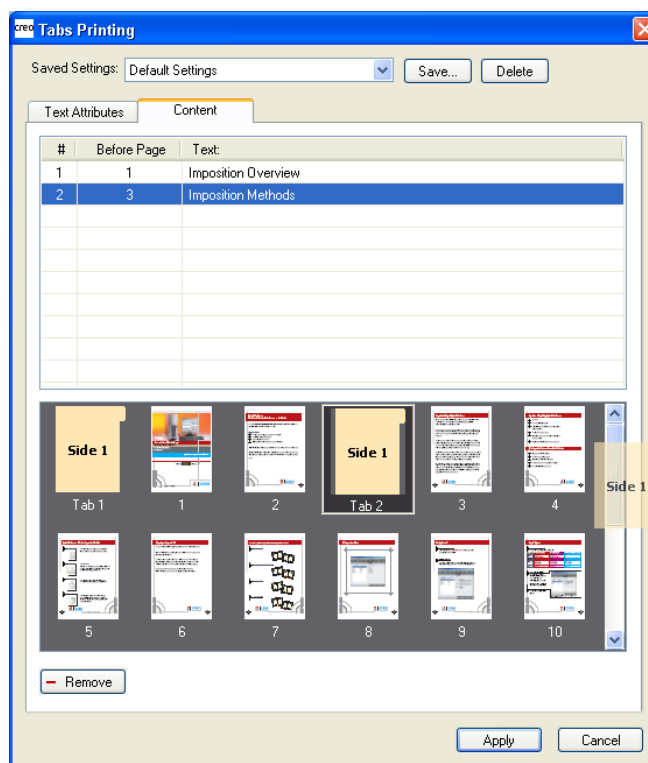 creo Tabs Printing
Saved Settings: Default Settings Save... Delete
Text Attributes Content
# Before Page Text:
1 1 Imposition Overview
2 3 Imposition Methods
Side 1 Side 1 Side 1
Tab 1 1 2 Tab 2 3 4
5 6 7 8 9 10
Remove
Apply Cancel